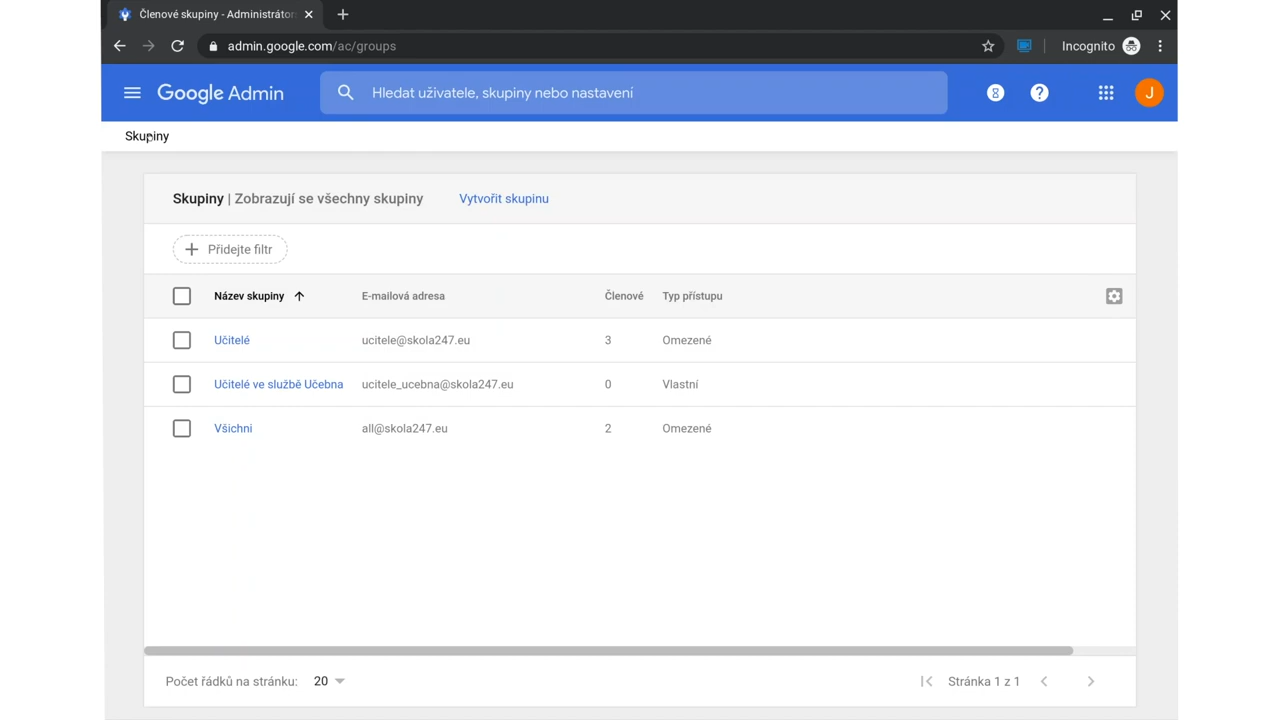 Členové skupiny - Administrátor
admin.google.com/ac/groups
Incognito
Google Admin
Hledat uživatele, skupiny nebo nastavení
J
Skupiny
Skupiny | Zobrazují se všechny skupiny
Vytvořit skupinu
Přidejte filtr
Název skupiny E-mailová adresa Členové Typ přístupu
Učitelé ucitele@skola247.eu 3 Omezené
Učitelé ve službě Učebna ucitele_ucebna@skola247.eu 0 Vlastní
Všichni all@skola247.eu 2 Omezené
Počet řádků na stránku: 20
Stránka 1 z 1